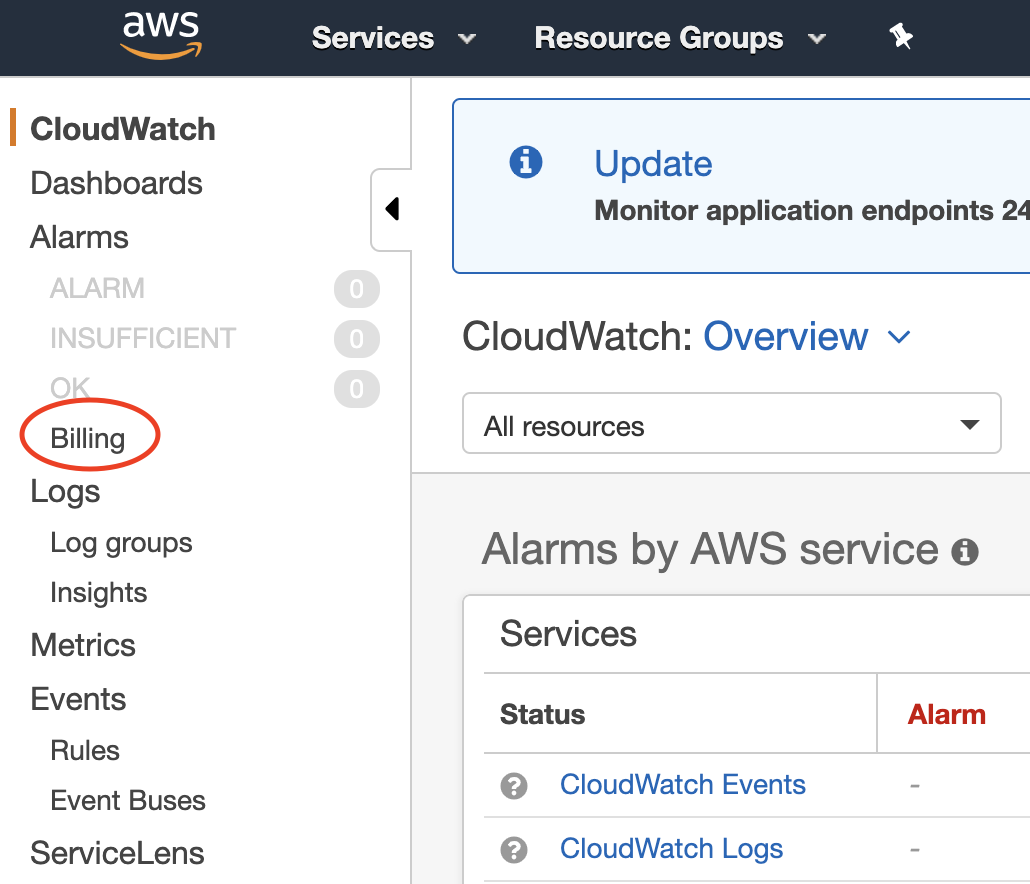 aws
Services
Resource Groups
CloudWatch
Dashboards
Alarms
ALARM 0
INSUFFICIENT 0
OK 0
Billing
Logs
Log groups
Insights
Metrics
Events
Rules
Event Buses
ServiceLens
Update
Monitor application endpoints 24
CloudWatch: Overview
All resources
Alarms by AWS service
Services
Status Alarm
CloudWatch Events -
CloudWatch Logs -